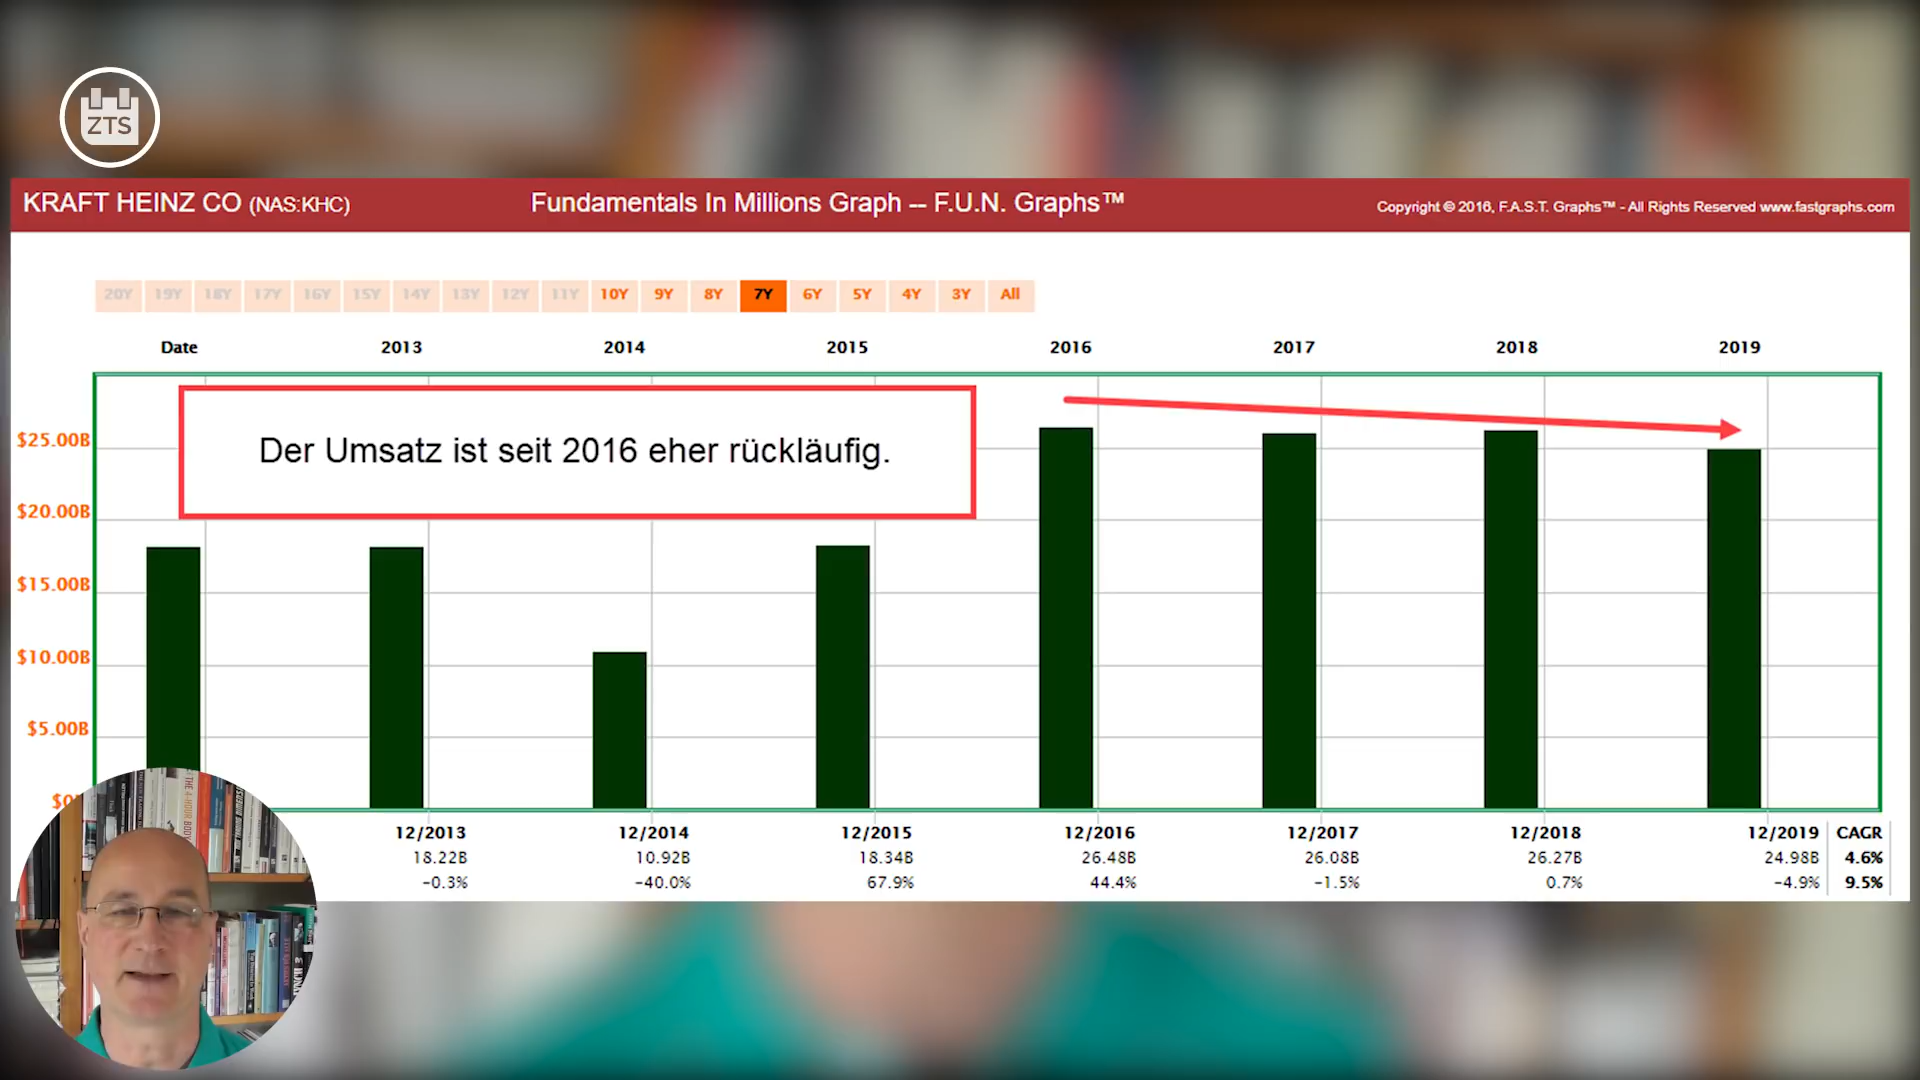 ZTS
KRAFT HEINZ CO (NAS:KHC) Fundamentals In Millions Graph -- F.U.N. Graphs™ Copyright © 2016, F.A.S.T. Graphs™ - All Rights Reserved www.fastgraphs.com
20Y 19Y 18Y 17Y 16Y 15Y 14Y 13Y 12Y 11Y 10Y 9Y 8Y 7Y 6Y 5Y 4Y 3Y All
Date 2013 2014 2015 2016 2017 2018 2019
Der Umsatz ist seit 2016 eher rückläufig.
$25.00B
$20.00B
$15.00B
$10.00B
$5.00B
12/2013 12/2014 12/2015 12/2016 12/2017 12/2018 12/2019 CAGR
18.22B 10.92B 18.34B 26.48B 26.08B 26.27B 24.98B 4.6%
-0.3% -40.0% 67.9% 44.4% -1.5% 0.7% -4.9% 9.5%
THE 4-HOUR BODY